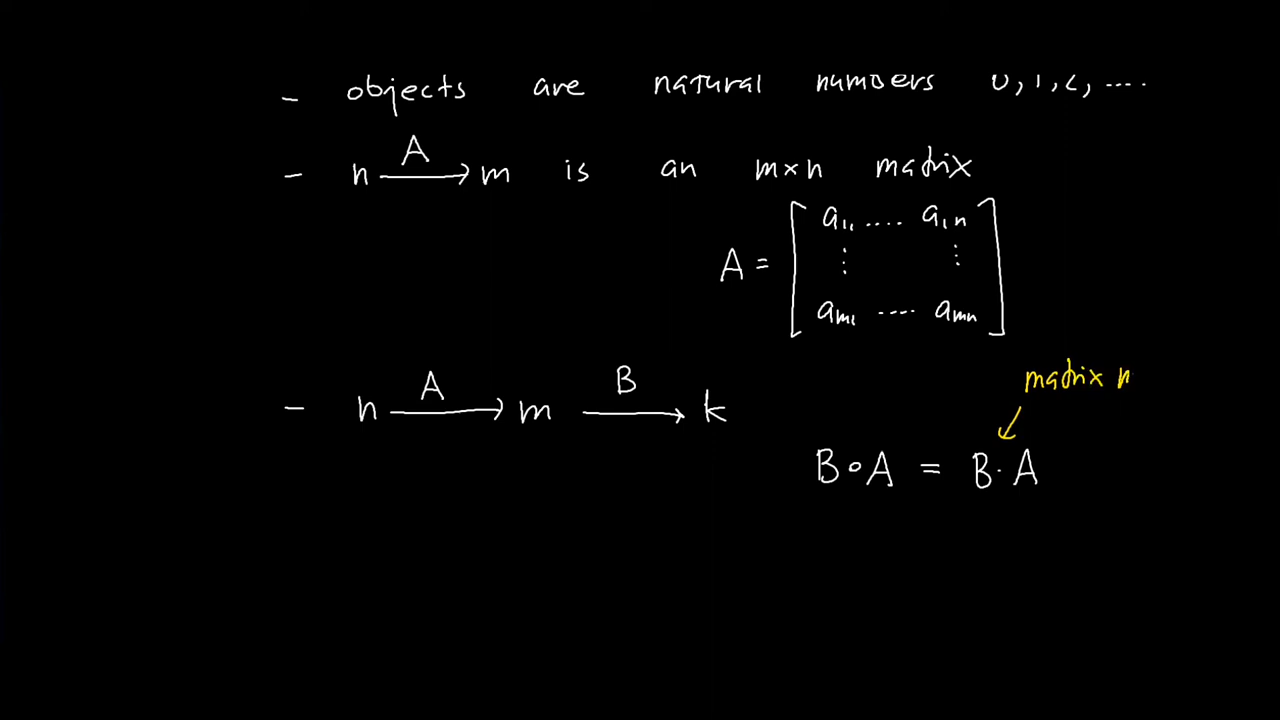 - objects are natural numbers 0, 1, 2, ....
- n A→ m is an m×n matrix
A = [ a₁₁ .... a₁ₙ
⋮ ⋮
aₘ₁ .... aₘₙ ]
- n A→ m B→ k
matrix n
B∘A = B·A